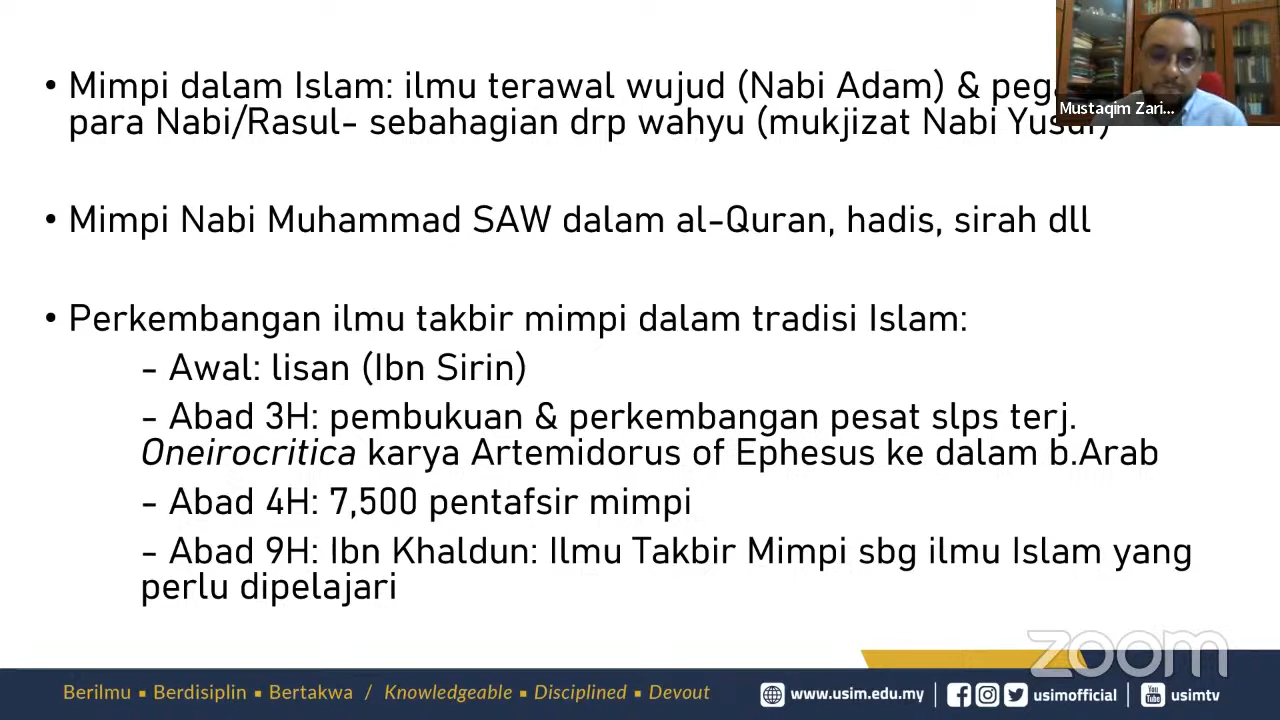 • Mimpi dalam Islam: ilmu terawal wujud (Nabi Adam) &
para Nabi/Rasul- sebahagian drp wahyu (mukjizat Nabi Yusuf)
• Mimpi Nabi Muhammad SAW dalam al-Quran, hadis, sirah dll
• Perkembangan ilmu takbir mimpi dalam tradisi Islam:
- Awal: lisan (Ibn Sirin)
- Abad 3H: pembukuan & perkembangan pesat slps terj.
Oneirocritica karya Artemidorus of Ephesus ke dalam b.Arab
- Abad 4H: 7,500 pentafsir mimpi
- Abad 9H: Ibn Khaldun: Ilmu Takbir Mimpi sbg ilmu Islam yang
perlu dipelajari
Mustaqim Zari...
zoom
Berilmu ▪ Berdisiplin ▪ Bertakwa / Knowledgeable ▪ Disciplined ▪ Devout
www.usim.edu.my | usimofficial | You Tube usimtv